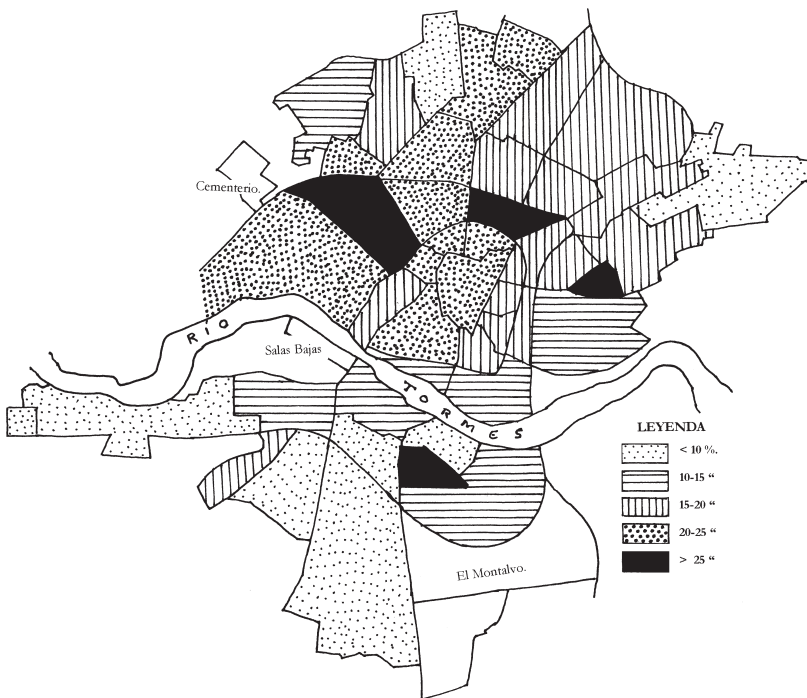 Cementerio.
RIO
Salas Bajas
TORMES
El Montalvo.
LEYENDA
< 10 %.
10-15 “
15-20 “
20-25 “
> 25 “